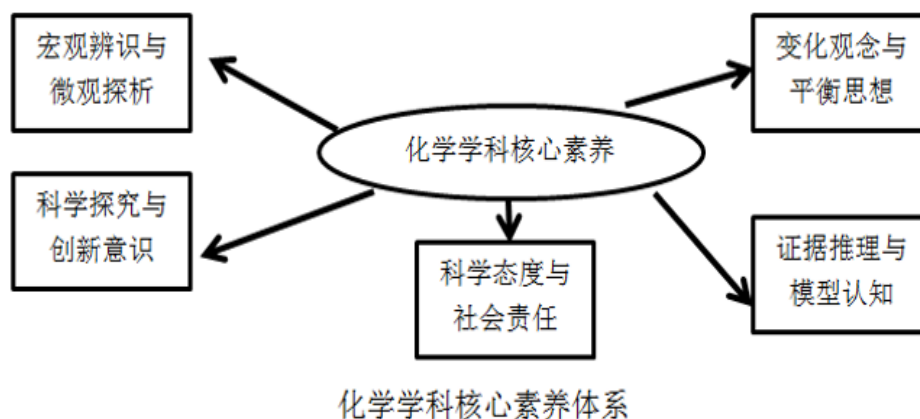 宏观辨识与
微观探析
变化观念与
平衡思想
化学学科核心素养
科学探究与
创新意识
科学态度与
社会责任
证据推理与
模型认知
化学学科核心素养体系